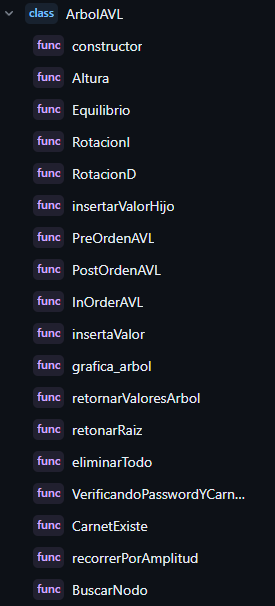 class ArbolAVL
func constructor
func Altura
func Equilibrio
func RotacionI
func RotacionD
func insertarValorHijo
func PreOrdenAVL
func PostOrdenAVL
func InOrderAVL
func insertaValor
func grafica_arbol
func retornarValoresArbol
func retonarRaiz
func eliminarTodo
func VerificandoPasswordYCarn...
func CarnetExiste
func recorrerPorAmplitud
func BuscarNodo